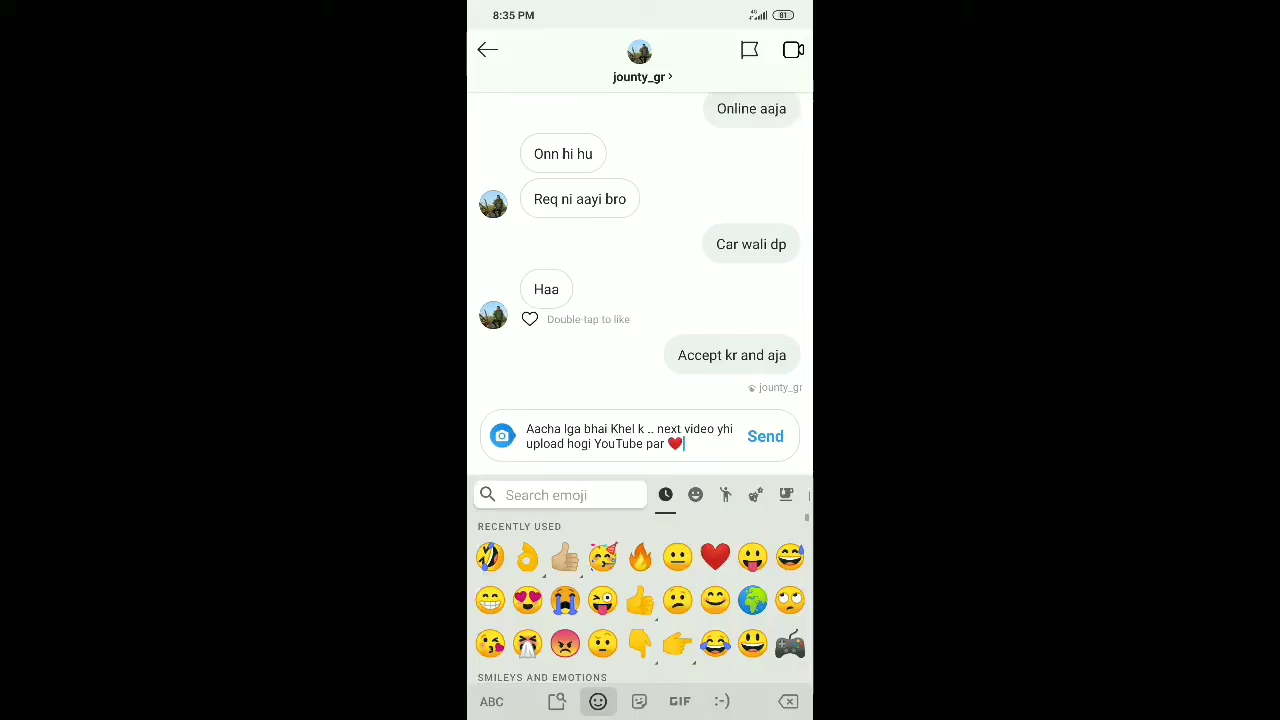 8:35 PM
4G
81
jounty_gr ›
Online aaja
Onn hi hu
Req ni aayi bro
Car wali dp
Haa
Double-tap to like
Accept kr and aja
jounty_gr
Aacha lga bhai Khel k .. next video yhi
upload hogi YouTube par ❤️
Send
Search emoji
RECENTLY USED
SMILEYS AND EMOTIONS
ABC
GIF
:-)